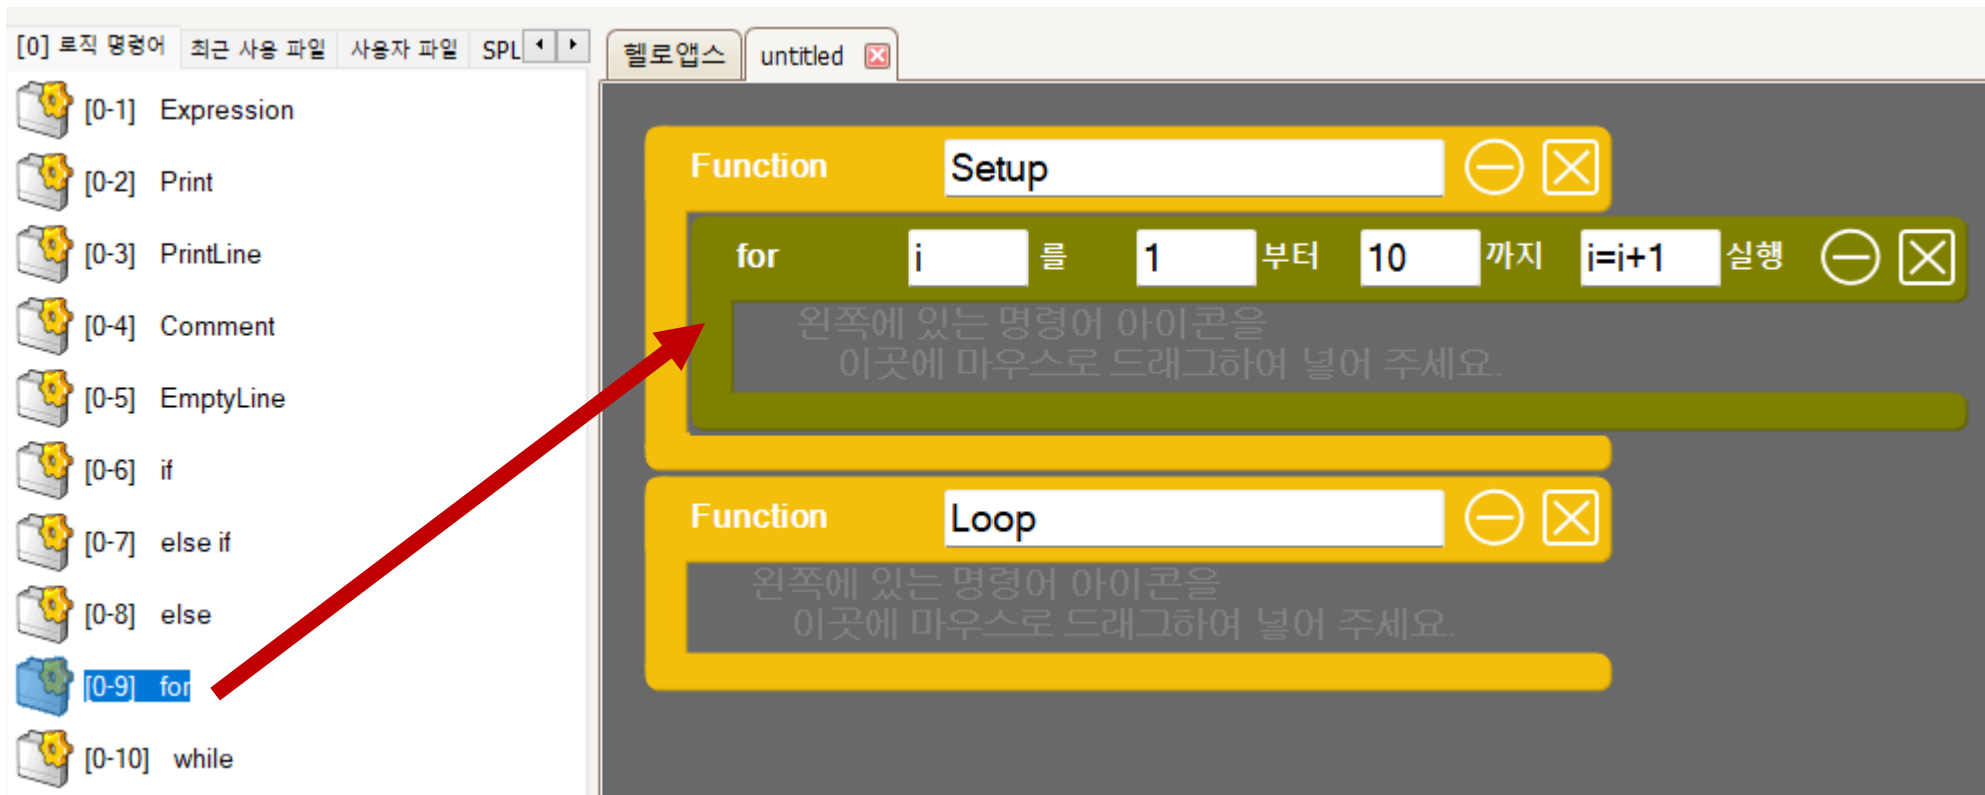 [0] 로직 명령어 최근 사용 파일 사용자 파일 SPL
[0-1] Expression
[0-2] Print
[0-3] PrintLine
[0-4] Comment
[0-5] EmptyLine
[0-6] if
[0-7] else if
[0-8] else
[0-9] for
[0-10] while
헬로앱스 untitled
Function Setup
for i 를 1 부터 10 까지 i=i+1 실행
왼쪽에 있는 명령어 아이콘을
이곳에 마우스로 드래그하여 넣어 주세요.
Function Loop
왼쪽에 있는 명령어 아이콘을
이곳에 마우스로 드래그하여 넣어 주세요.